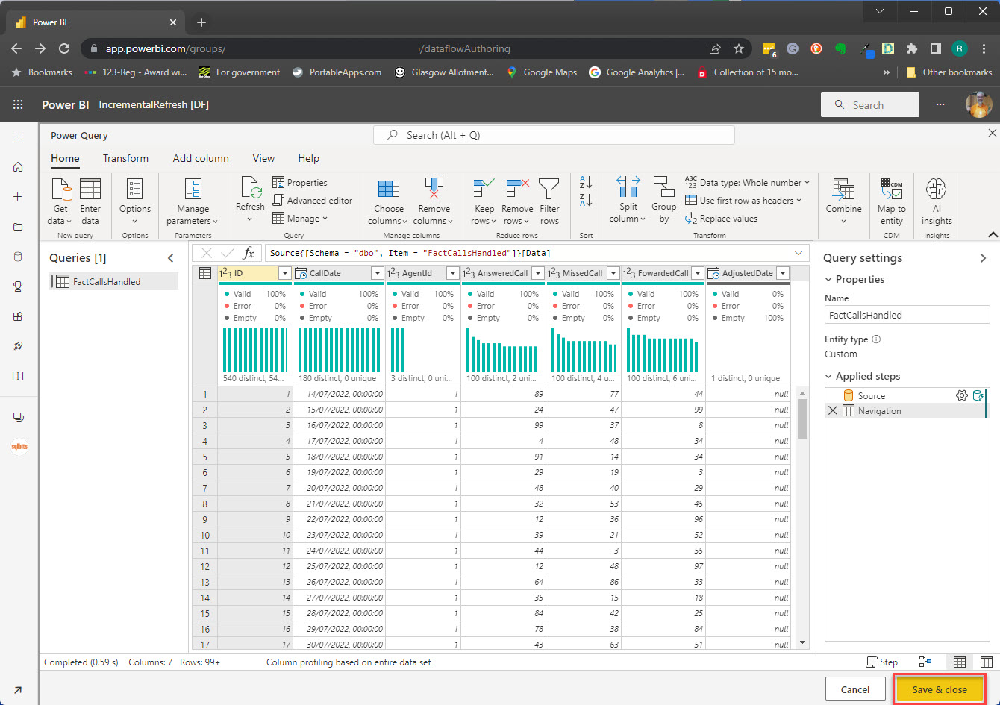 Power BI
app.powerbi.com/groups/ /dataflowAuthoring
6
R
Bookmarks 123-Reg - Award wi... For government PortableApps.com Glasgow Allotment... Google Maps Google Analytics |... Collection of 15 mo... » Other bookmarks
Power BI IncrementalRefresh [DF] Search ...
Power Query Search (Alt + Q)
Home Transform Add column View Help
Get data Enter data
New query
Options
Options
Manage parameters
Parameters
Refresh
Properties
Advanced editor
Manage
Query
Choose columns Remove columns
Manage columns
Keep rows Remove rows Filter rows
Reduce rows
A Z
Z A
Sort
Split column Group by
ABC 123 Data type: Whole number
Use first row as headers
1 2 Replace values
Transform
Combine
CDM
Map to entity
CDM
AI insights
Insights
Queries [1]
FactCallsHandled
fx Source{[Schema = "dbo", Item = "FactCallsHandled"]}[Data]
123 ID CallDate 123 AgentId 123 AnsweredCall 123 MissedCall 123 FowardedCall AdjustedDate
Valid 100% Valid 100% Valid 100% Valid 100% Valid 100% Valid 100% Valid 0%
Error 0% Error 0% Error 0% Error 0% Error 0% Error 0% Error 0%
Empty 0% Empty 0% Empty 0% Empty 0% Empty 0% Empty 0% Empty 100%
540 distinct, 54... 180 distinct, 0 unique 3 distinct, 0 uni... 100 distinct, 2 uni... 100 distinct, 4 u... 100 distinct, 6 uni... 1 distinct, 0 unique
1 1 14/07/2022, 00:00:00 1 89 77 44 null
2 2 15/07/2022, 00:00:00 1 24 47 99 null
3 3 16/07/2022, 00:00:00 1 99 37 8 null
4 4 17/07/2022, 00:00:00 1 4 48 34 null
5 5 18/07/2022, 00:00:00 1 91 14 34 null
6 6 19/07/2022, 00:00:00 1 29 19 3 null
7 7 20/07/2022, 00:00:00 1 48 40 29 null
8 8 21/07/2022, 00:00:00 1 32 53 45 null
9 9 22/07/2022, 00:00:00 1 12 36 96 null
10 10 23/07/2022, 00:00:00 1 39 21 52 null
11 11 24/07/2022, 00:00:00 1 44 3 55 null
12 12 25/07/2022, 00:00:00 1 12 48 97 null
13 13 26/07/2022, 00:00:00 1 64 86 33 null
14 14 27/07/2022, 00:00:00 1 35 15 18 null
15 15 28/07/2022, 00:00:00 1 84 42 25 null
16 16 29/07/2022, 00:00:00 1 78 38 84 null
17 17 30/07/2022, 00:00:00 1 43 63 51 null
Query settings
Properties
Name
FactCallsHandled
Entity type
Custom
Applied steps
Source
Navigation
sqlbits
Completed (0.59 s) Columns: 7 Rows: 99+ Column profiling based on entire data set Step
Cancel Save & close